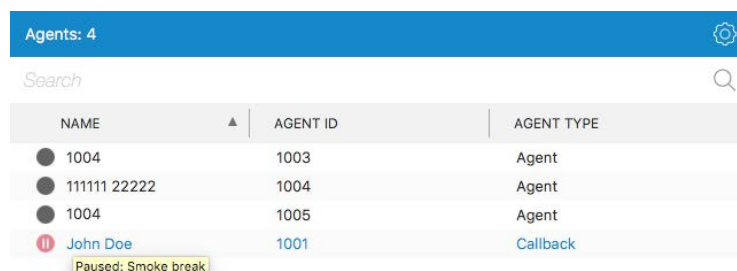 Agents: 4
Search
NAME AGENT ID AGENT TYPE
1004 1003 Agent
111111 22222 1004 Agent
1004 1005 Agent
John Doe 1001 Callback
Paused: Smoke break